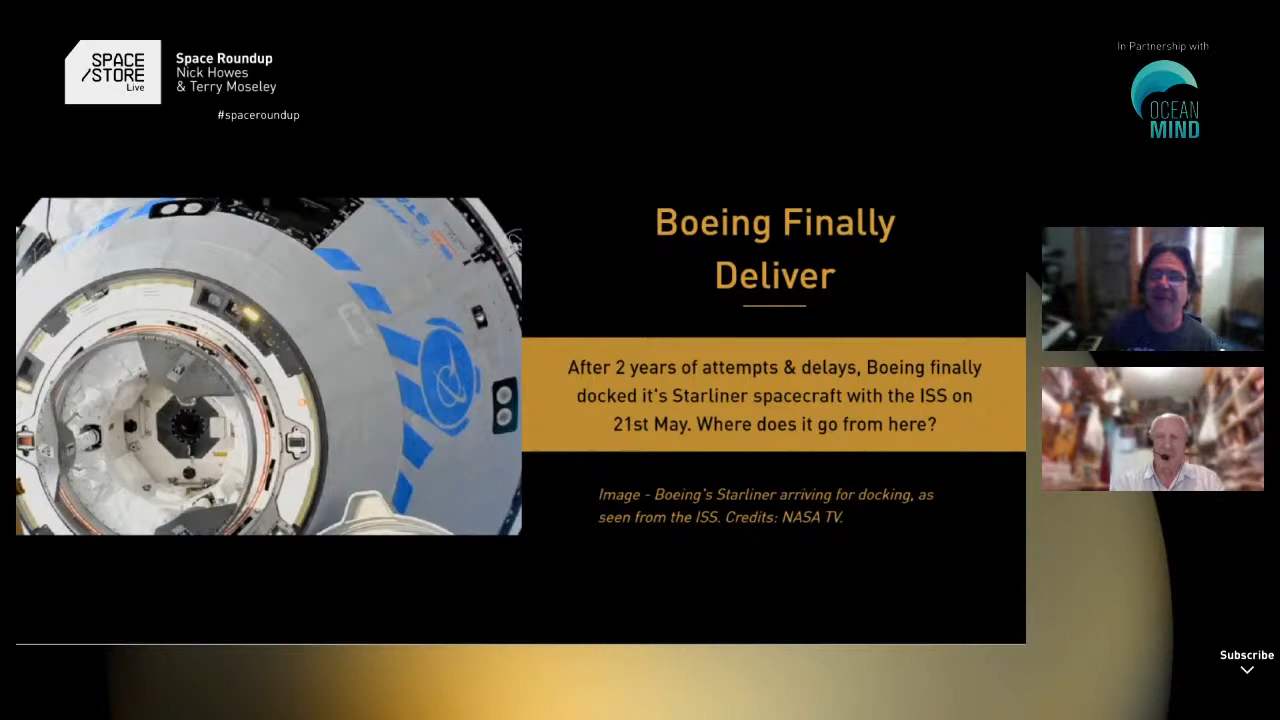 SPACE
/STORE
Live
Space Roundup
Nick Howes
& Terry Moseley
#spaceroundup
In Partnership with
OCEAN
MIND
Boeing Finally
Deliver
After 2 years of attempts & delays, Boeing finally
docked it's Starliner spacecraft with the ISS on
21st May. Where does it go from here?
Image - Boeing's Starliner arriving for docking, as
seen from the ISS. Credits: NASA TV.
Subscribe